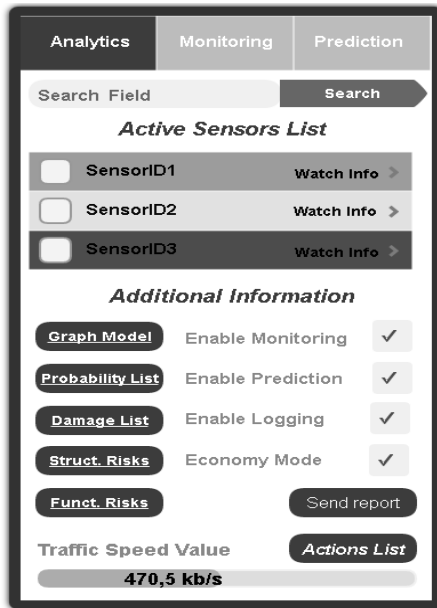 Analytics Monitoring Prediction
Search Field Search
Active Sensors List
SensorID1 Watch Info >
SensorID2 Watch Info >
SensorID3 Watch Info >
Additional Information
Graph Model Enable Monitoring ✓
Probability List Enable Prediction ✓
Damage List Enable Logging ✓
Struct. Risks Economy Mode ✓
Funct. Risks Send report
Traffic Speed Value Actions List
470,5 kb/s